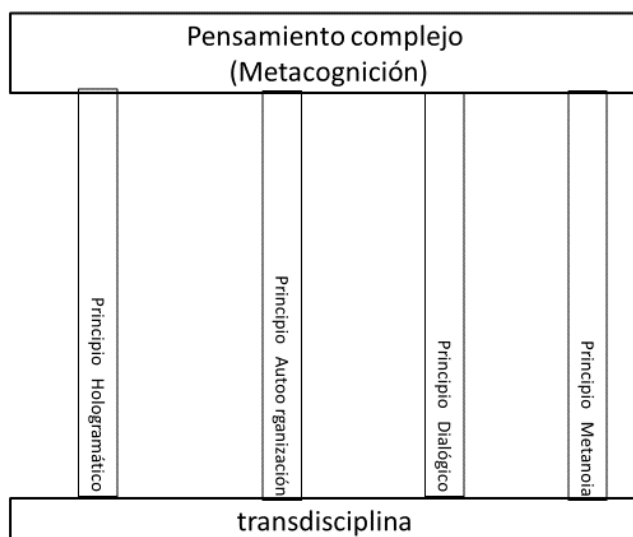 Pensamiento complejo
(Metacognición)
Principio Hologramático
Principio Autoo rganización
Principio Dialógico
Principio Metanoia
transdisciplina